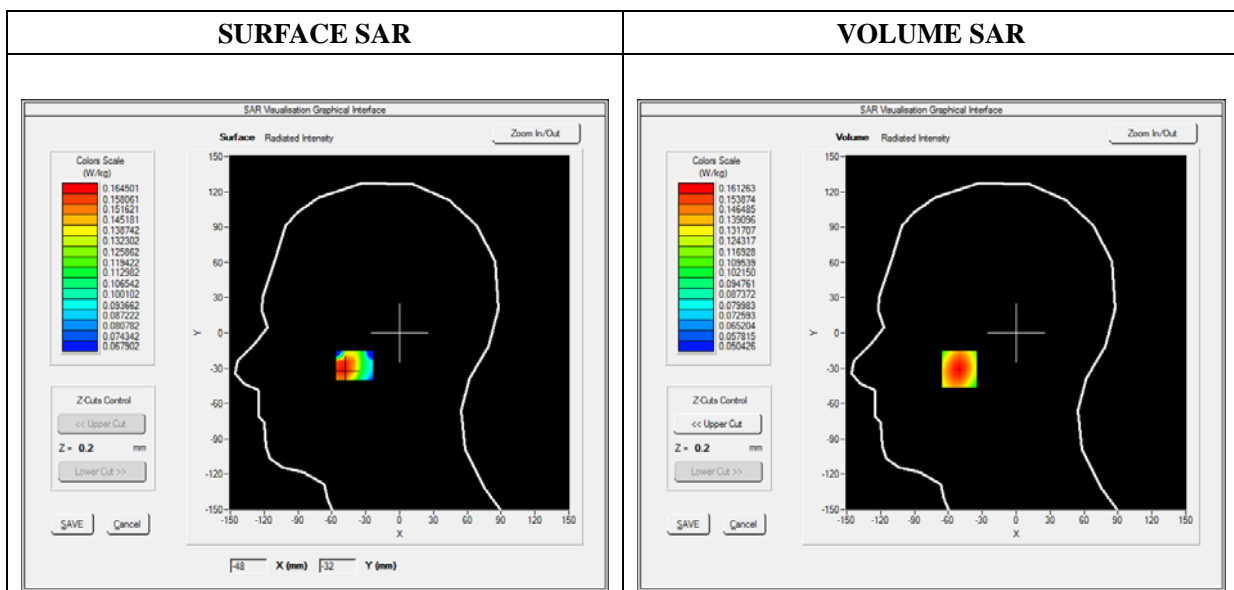 SURFACE SAR
VOLUME SAR
SAR Visualisation Graphical Interface
Surface Radiated Intensity
Zoom In/Out
Colors Scale
(W/kg)
0.164501
0.158061
0.151621
0.145181
0.138742
0.132302
0.125862
0.119422
0.112982
0.106542
0.100102
0.093662
0.087222
0.080782
0.074342
0.067902
Z-Cuts Control
<< Upper Cut
Z = 0.2 mm
Lower Cut >>
SAVE Cancel
150
120
90
60
30
0
-30
-60
-90
-120
-150
Y
-150 -120 -90 -60 -30 0 30 60 90 120 150
X
-48 X (mm) -32 Y (mm)
SAR Visualisation Graphical Interface
Volume Radiated Intensity
Zoom In/Out
Colors Scale
(W/kg)
0.161263
0.153874
0.146485
0.139096
0.131707
0.124317
0.116928
0.109539
0.102150
0.094761
0.087372
0.079983
0.072593
0.065204
0.057815
0.050426
Z-Cuts Control
<< Upper Cut
Z = 0.2 mm
Lower Cut >>
SAVE Cancel
150
120
90
60
30
0
-30
-60
-90
-120
-150
Y
-150 -120 -90 -60 -30 0 30 60 90 120 150
X